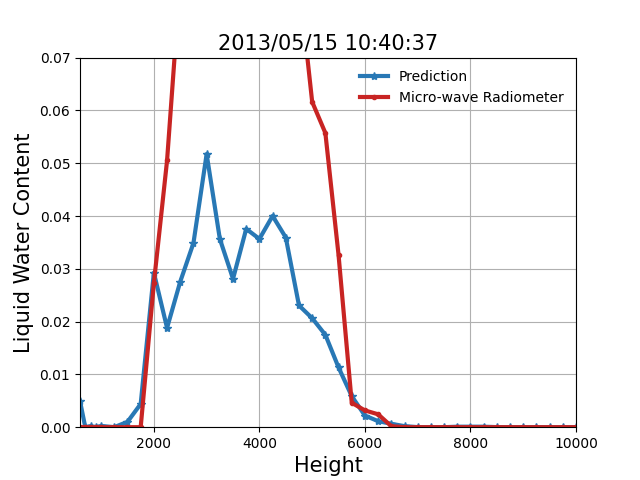 2013/05/15 10:40:37
Prediction
Micro-wave Radiometer
Liquid Water Content
0.07
0.06
0.05
0.04
0.03
0.02
0.01
0.00
2000 4000 6000 8000 10000
Height